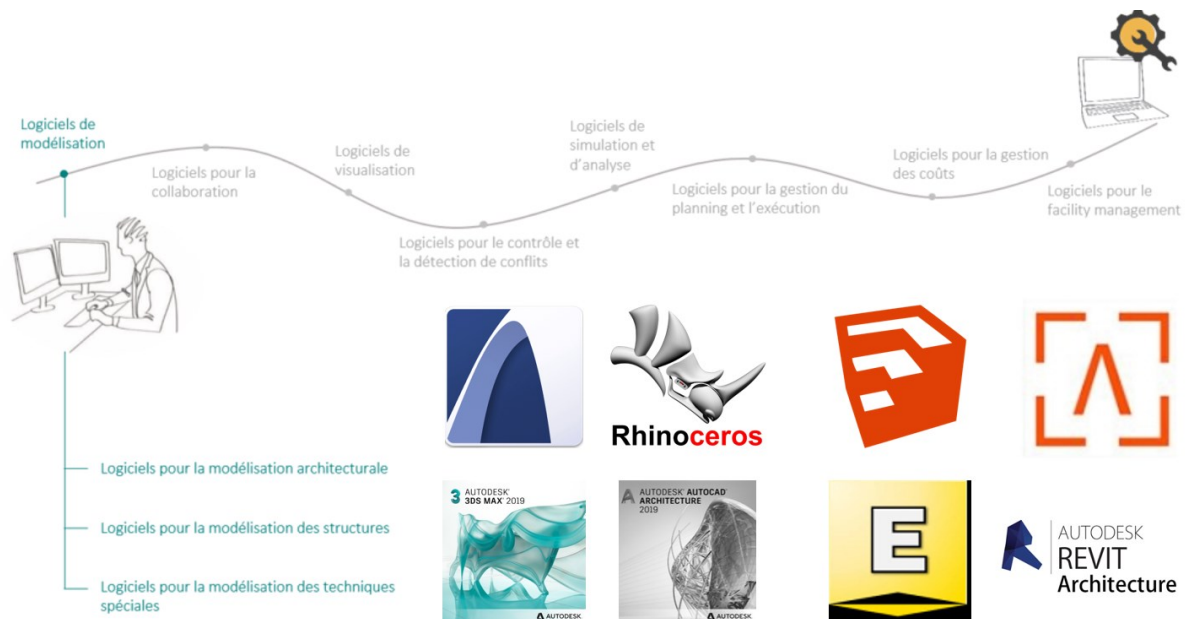 Logiciels de
modélisation
Logiciels pour la
collaboration
Logiciels de
visualisation
Logiciels pour le contrôle et
la détection de conflits
Logiciels de
simulation et
d'analyse
Logiciels pour la gestion du
planning et l'exécution
Logiciels pour la gestion
des coûts
Logiciels pour le
facility management
Logiciels pour la modélisation architecturale
Logiciels pour la modélisation des structures
Logiciels pour la modélisation des techniques
spéciales
Rhinoceros
3 AUTODESK®
3DS MAX® 2019
AUTODESK
A AUTODESK® AUTOCAD®
ARCHITECTURE
2019
AUTODESK
E
AUTODESK
REVIT
Architecture